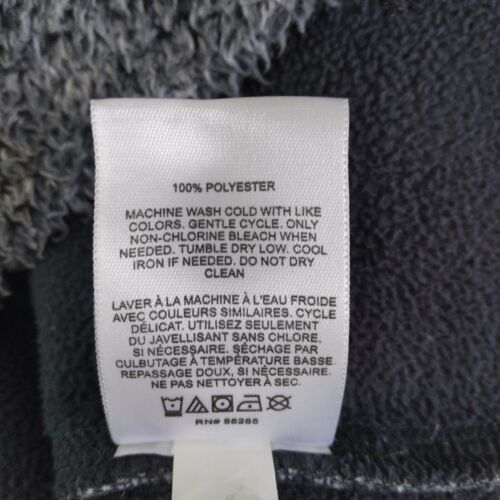 100% POLYESTER
MACHINE WASH COLD WITH LIKE
COLORS. GENTLE CYCLE. ONLY
NON-CHLORINE BLEACH WHEN
NEEDED. TUMBLE DRY LOW. COOL
IRON IF NEEDED. DO NOT DRY
CLEAN
LAVER À LA MACHINE À L'EAU FROIDE
AVEC COULEURS SIMILAIRES. CYCLE
DÉLICAT. UTILISEZ SEULEMENT
DU JAVELLISANT SANS CHLORE,
SI NÉCESSAIRE. SÉCHAGE PAR
CULBUTAGE À TEMPÉRATURE BASSE.
REPASSAGE DOUX, SI NÉCESSAIRE.
NE PAS NETTOYER À SEC.
RN# 88285